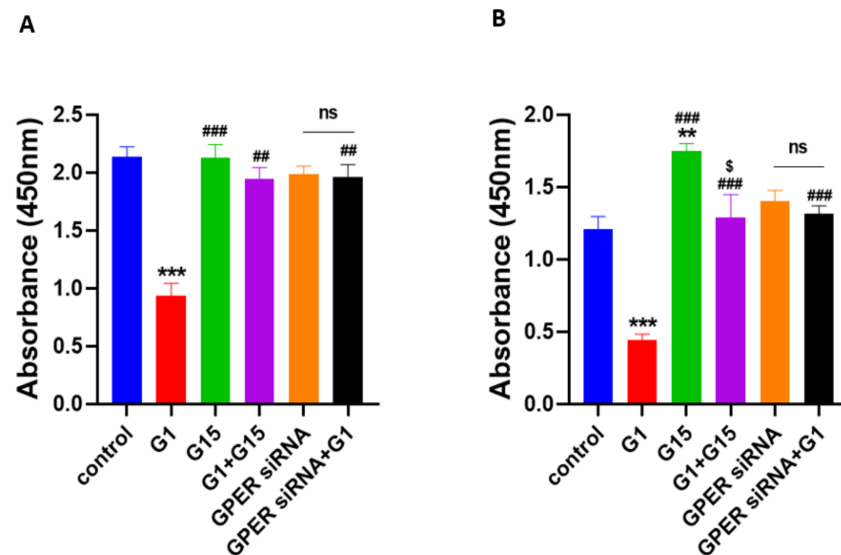 A
Absorbance (450nm)
2.5
2.0
1.5
1.0
0.5
0.0
***
###
##
ns
##
control
G1
G15
G1+G15
GPER siRNA
GPER siRNA+G1
B
Absorbance (450nm)
2.0
1.5
1.0
0.5
0.0
***
###
**
$
###
ns
###
control
G1
G15
G1+G15
GPER siRNA
GPER siRNA+G1